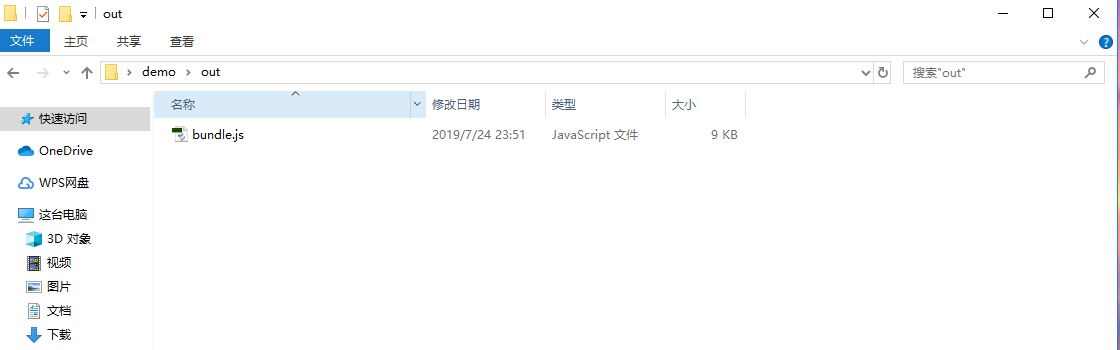 out
文件 主页 共享 查看
demo out 搜索"out"
名称 修改日期 类型 大小
bundle.js 2019/7/24 23:51 JavaScript 文件 9 KB
快速访问
OneDrive
WPS网盘
这台电脑
3D 对象
视频
图片
文档
下载